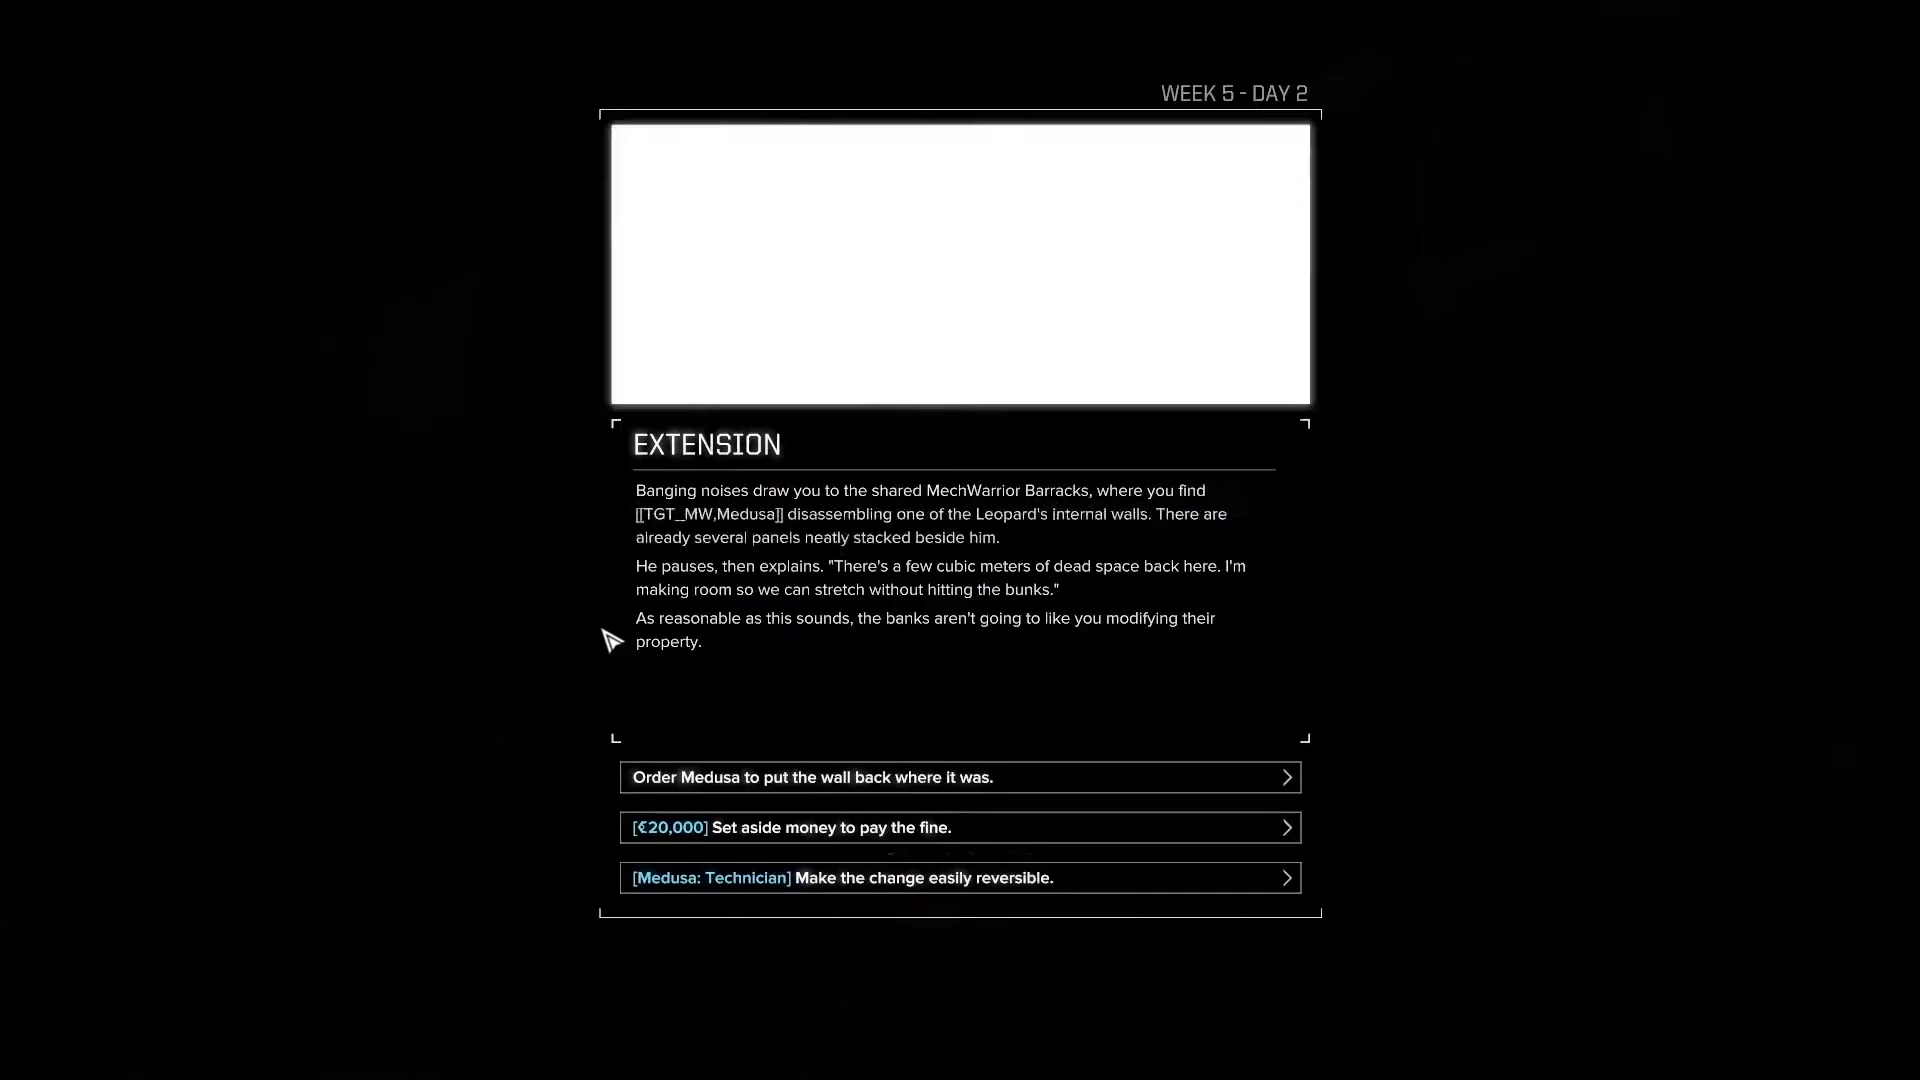 WEEK 5 - DAY 2
EXTENSION
Banging noises draw you to the shared MechWarrior Barracks, where you find
[[TGT_MW,Medusa]] disassembling one of the Leopard's internal walls. There are
already several panels neatly stacked beside him.
He pauses, then explains. "There's a few cubic meters of dead space back here. I'm
making room so we can stretch without hitting the bunks."
As reasonable as this sounds, the banks aren't going to like you modifying their
property.
Order Medusa to put the wall back where it was.
[€20,000] Set aside money to pay the fine.
[Medusa: Technician] Make the change easily reversible.